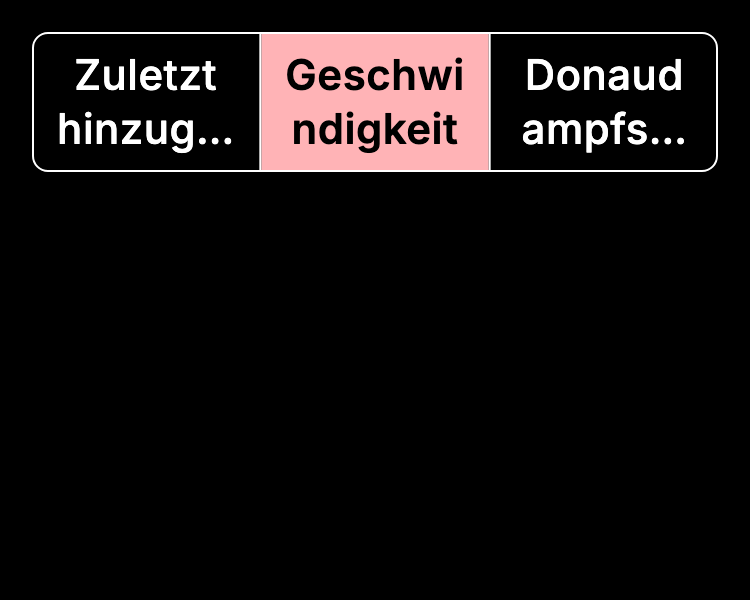 Zuletzt
hinzug...
Geschwi
ndigkeit
Donaud
ampfs...